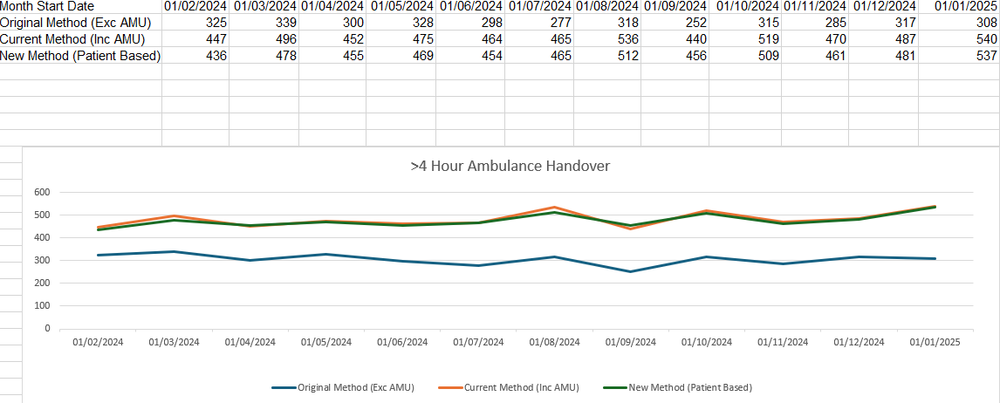 Month Start Date 01/02/2024 01/03/2024 01/04/2024 01/05/2024 01/06/2024 01/07/2024 01/08/2024 01/09/2024 01/10/2024 01/11/2024 01/12/2024 01/01/2025
Original Method (Exc AMU) 325 339 300 328 298 277 318 252 315 285 317 308
Current Method (Inc AMU) 447 496 452 475 464 465 536 440 519 470 487 540
New Method (Patient Based) 436 478 455 469 454 465 512 456 509 461 481 537
>4 Hour Ambulance Handover
600
500
400
300
200
100
0
01/02/2024 01/03/2024 01/04/2024 01/05/2024 01/06/2024 01/07/2024 01/08/2024 01/09/2024 01/10/2024 01/11/2024 01/12/2024 01/01/2025
Original Method (Exc AMU) Current Method (Inc AMU) New Method (Patient Based)